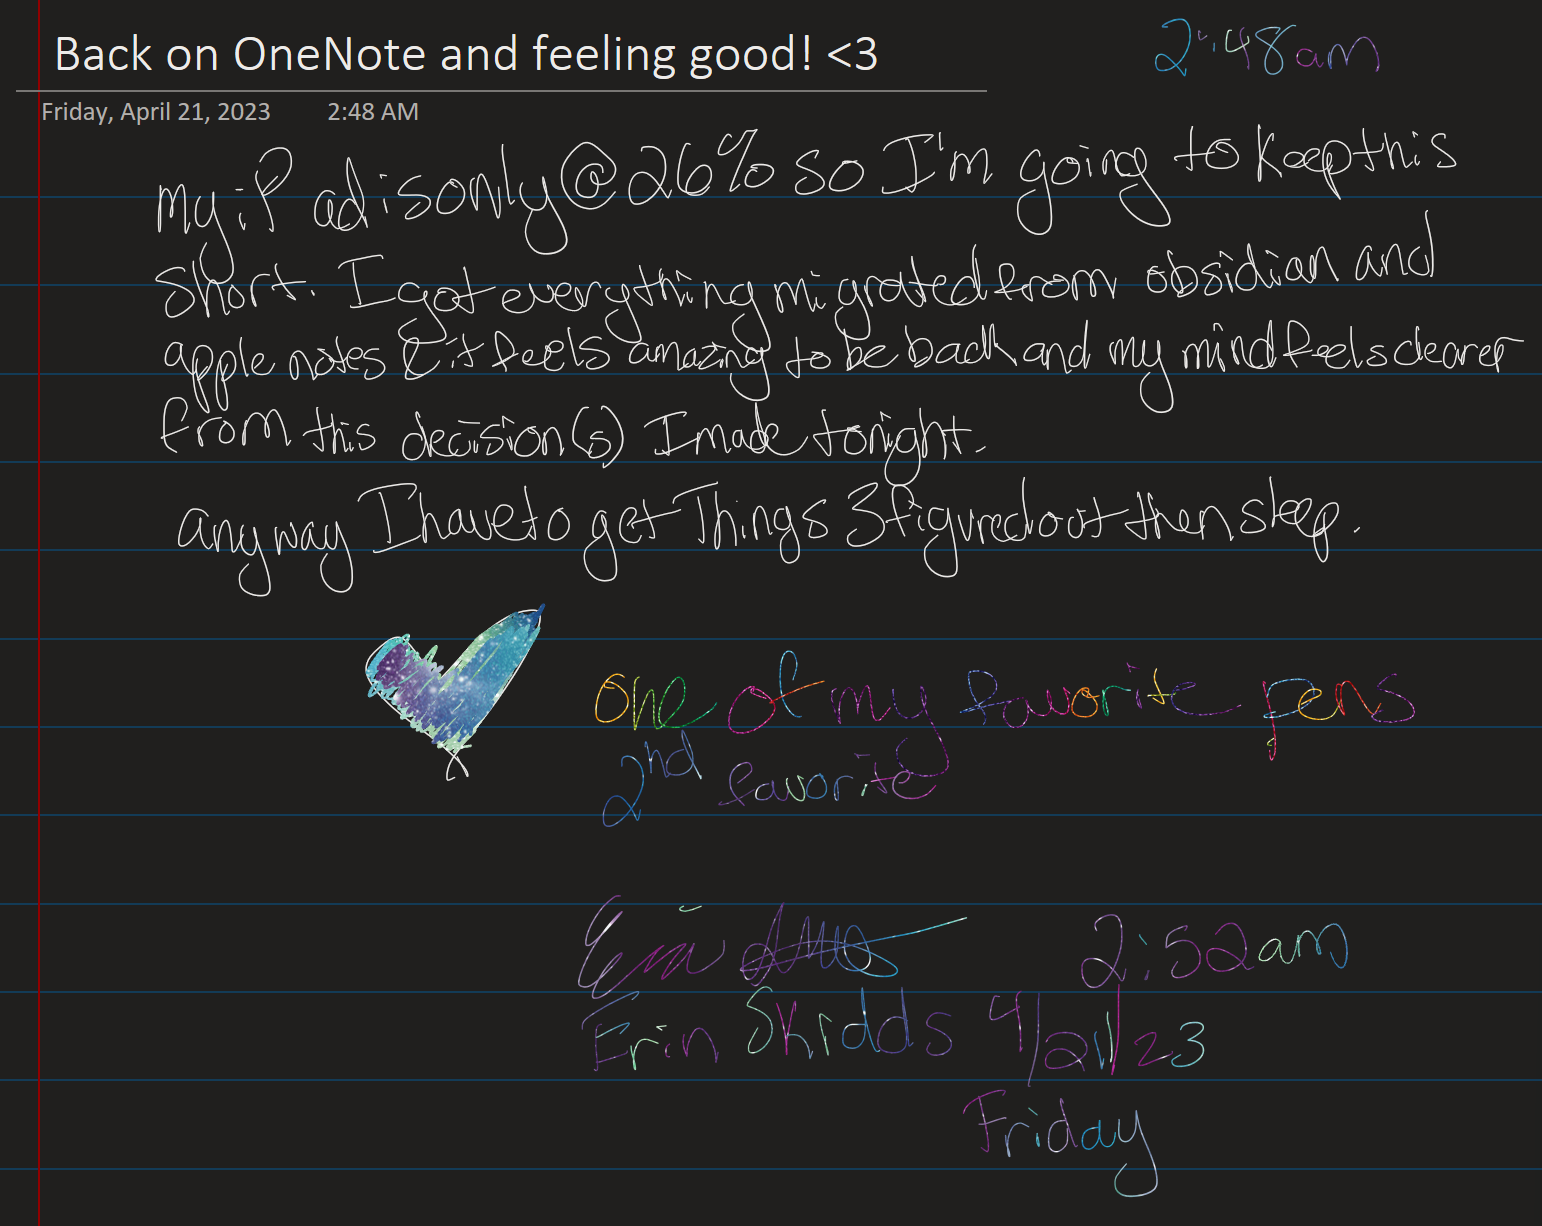 Back on OneNote and feeling good! <3
2:48am
Friday, April 21, 2023 2:48 AM
my iPad is only @ 26% so I'm going to keep this
short. I got everything migrated from obsidian and
apple notes & it feels amazing to be back and my mind feels clearer
from this decision(s) I made tonight.
anyway I have to get Things 3 figured out then sleep.
one of my favorite pens
2nd favorite
Erin
2:52am
Erin 4/21/23
Friday